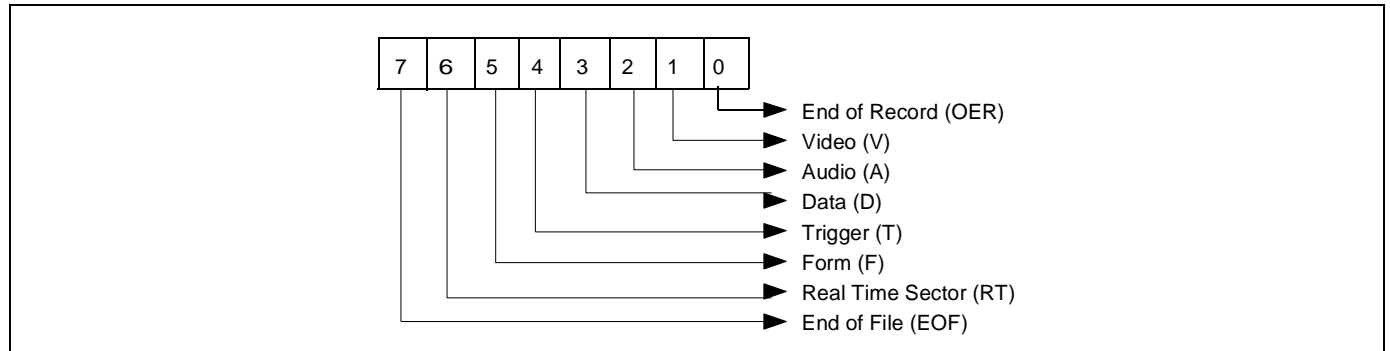 7 6 5 4 3 2 1 0
End of Record (OER)
Video (V)
Audio (A)
Data (D)
Trigger (T)
Form (F)
Real Time Sector (RT)
End of File (EOF)